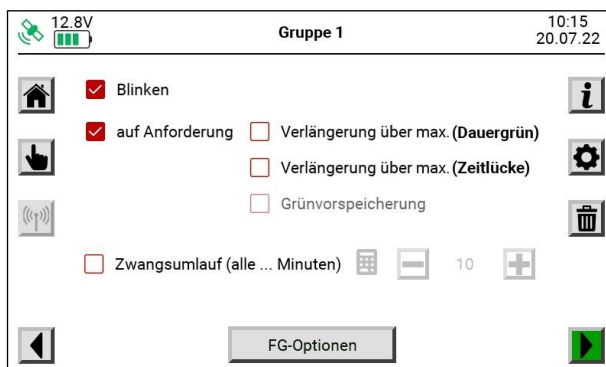 12.8V
Gruppe 1
10:15
20.07.22
Blinken
auf Anforderung
Verlängerung über max. (Dauergrün)
Verlängerung über max. (Zeitlücke)
Grünvorspeicherung
Zwangsumlauf (alle ... Minuten)
10
FG-Optionen